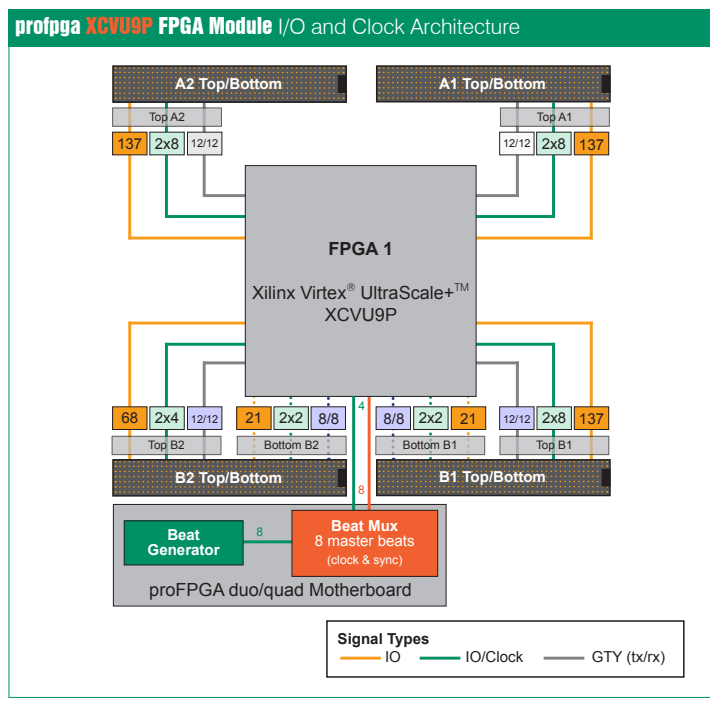 profpga XCVU9P FPGA Module I/O and Clock Architecture
A2 Top/Bottom
A1 Top/Bottom
Top A2
Top A1
137 2x8 12/12
12/12 2x8 137
FPGA 1
Xilinx Virtex® UltraScale+™
XCVU9P
68 2x4 12/12 21 2x2 8/8
4
8/8 2x2 21 12/12 2x8 137
Top B2
Bottom B2
Bottom B1
Top B1
B2 Top/Bottom
B1 Top/Bottom
8
Beat
Generator
8
Beat Mux
8 master beats
(clock & sync)
proFPGA duo/quad Motherboard
Signal Types
IO
IO/Clock
GTY (tx/rx)